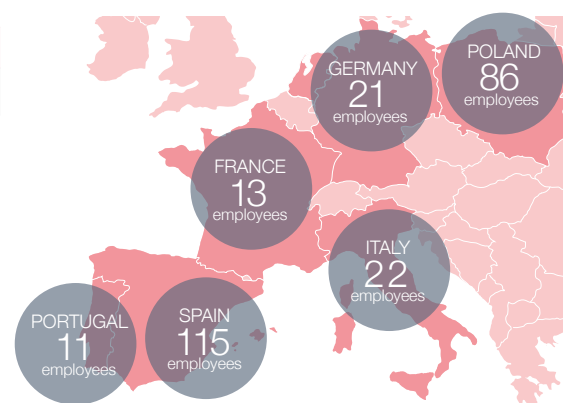 POLAND
86
employees
GERMANY
21
employees
FRANCE
13
employees
ITALY
22
employees
PORTUGAL
11
employees
SPAIN
115
employees